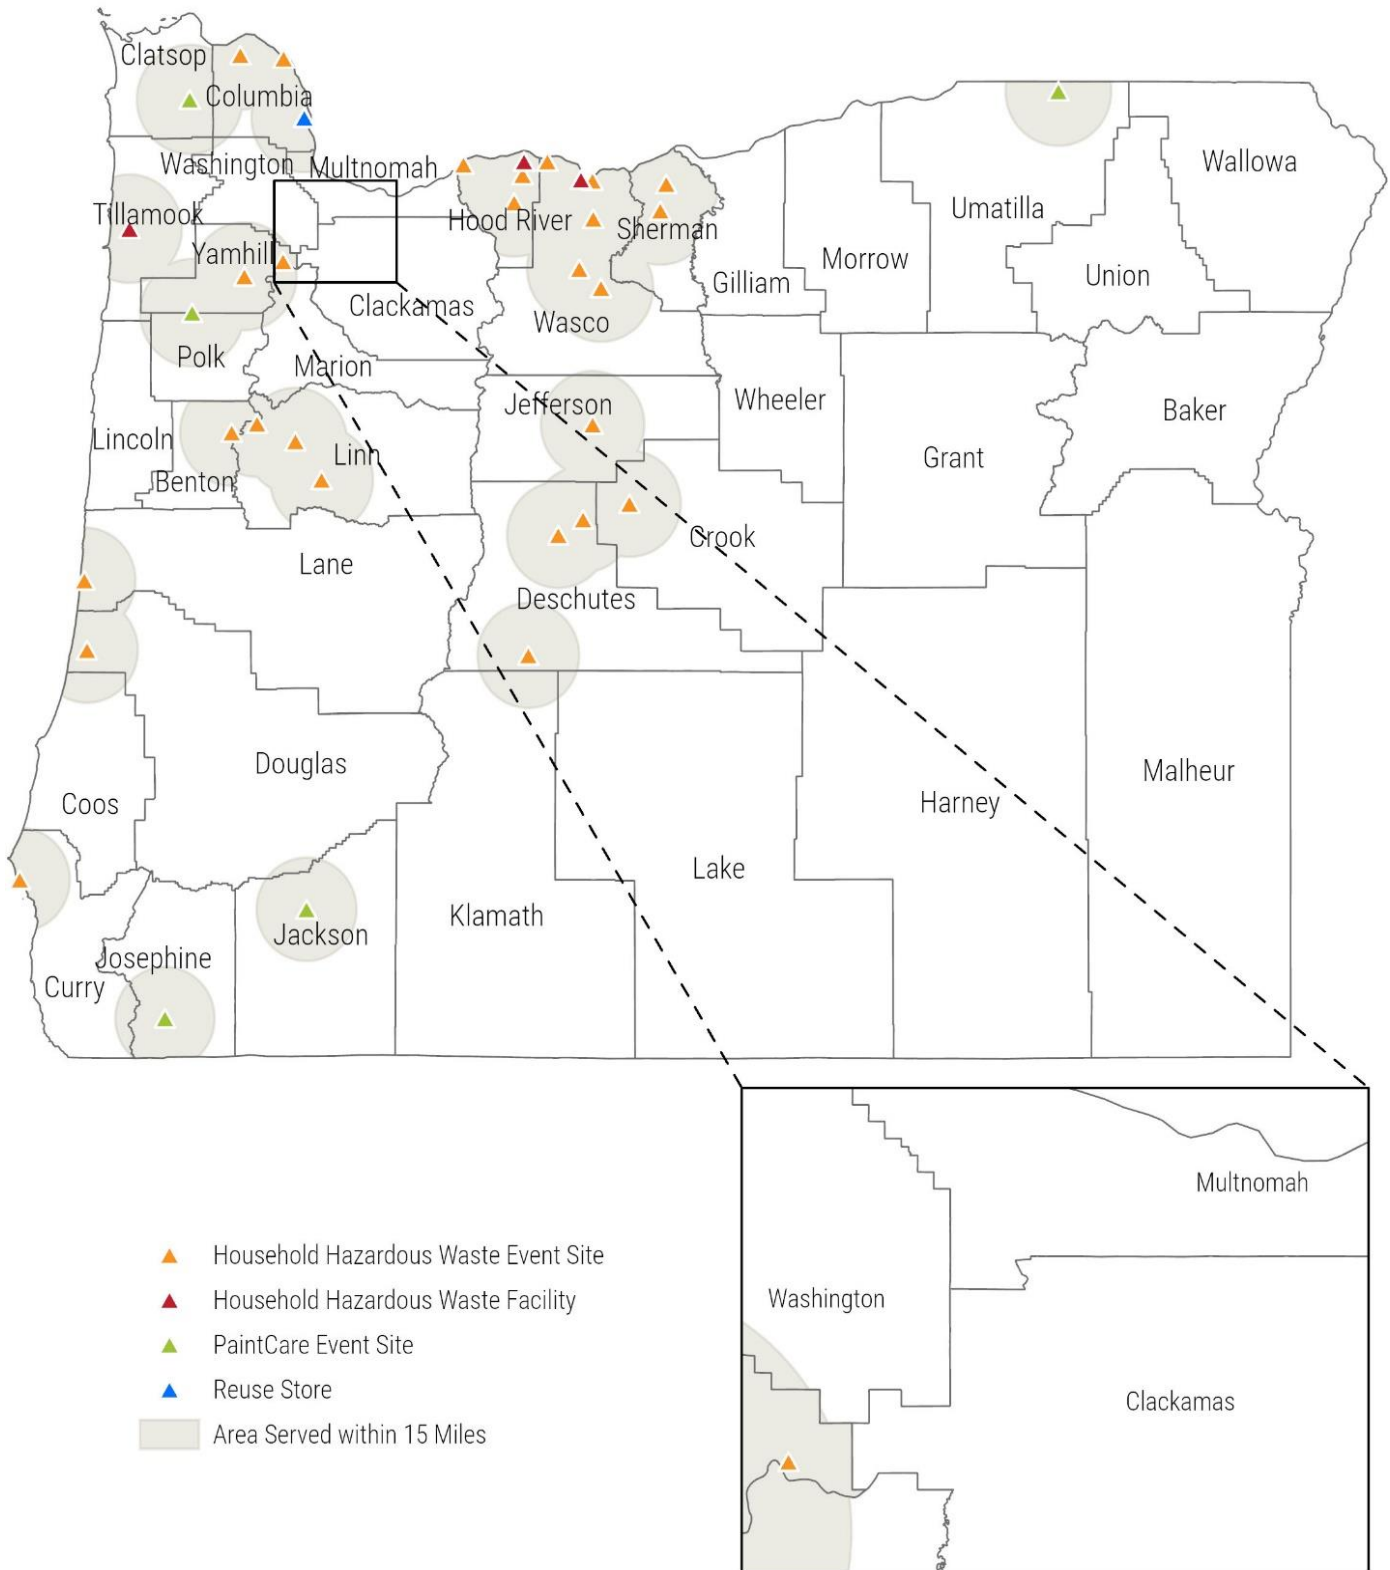 Clatsop
Columbia
Washington
Multnomah
Tillamook
Yamhill
Hood River
Sherman
Umatilla
Wallowa
Gilliam
Morrow
Union
Clackamas
Wasco
Polk
Marion
Jefferson
Wheeler
Baker
Lincoln
Linn
Benton
Grant
Crook
Lane
Deschutes
Douglas
Coos
Malheur
Harney
Lake
Klamath
Jackson
Josephine
Curry
Multnomah
Washington
Clackamas
Household Hazardous Waste Event Site
Household Hazardous Waste Facility
PaintCare Event Site
Reuse Store
Area Served within 15 Miles